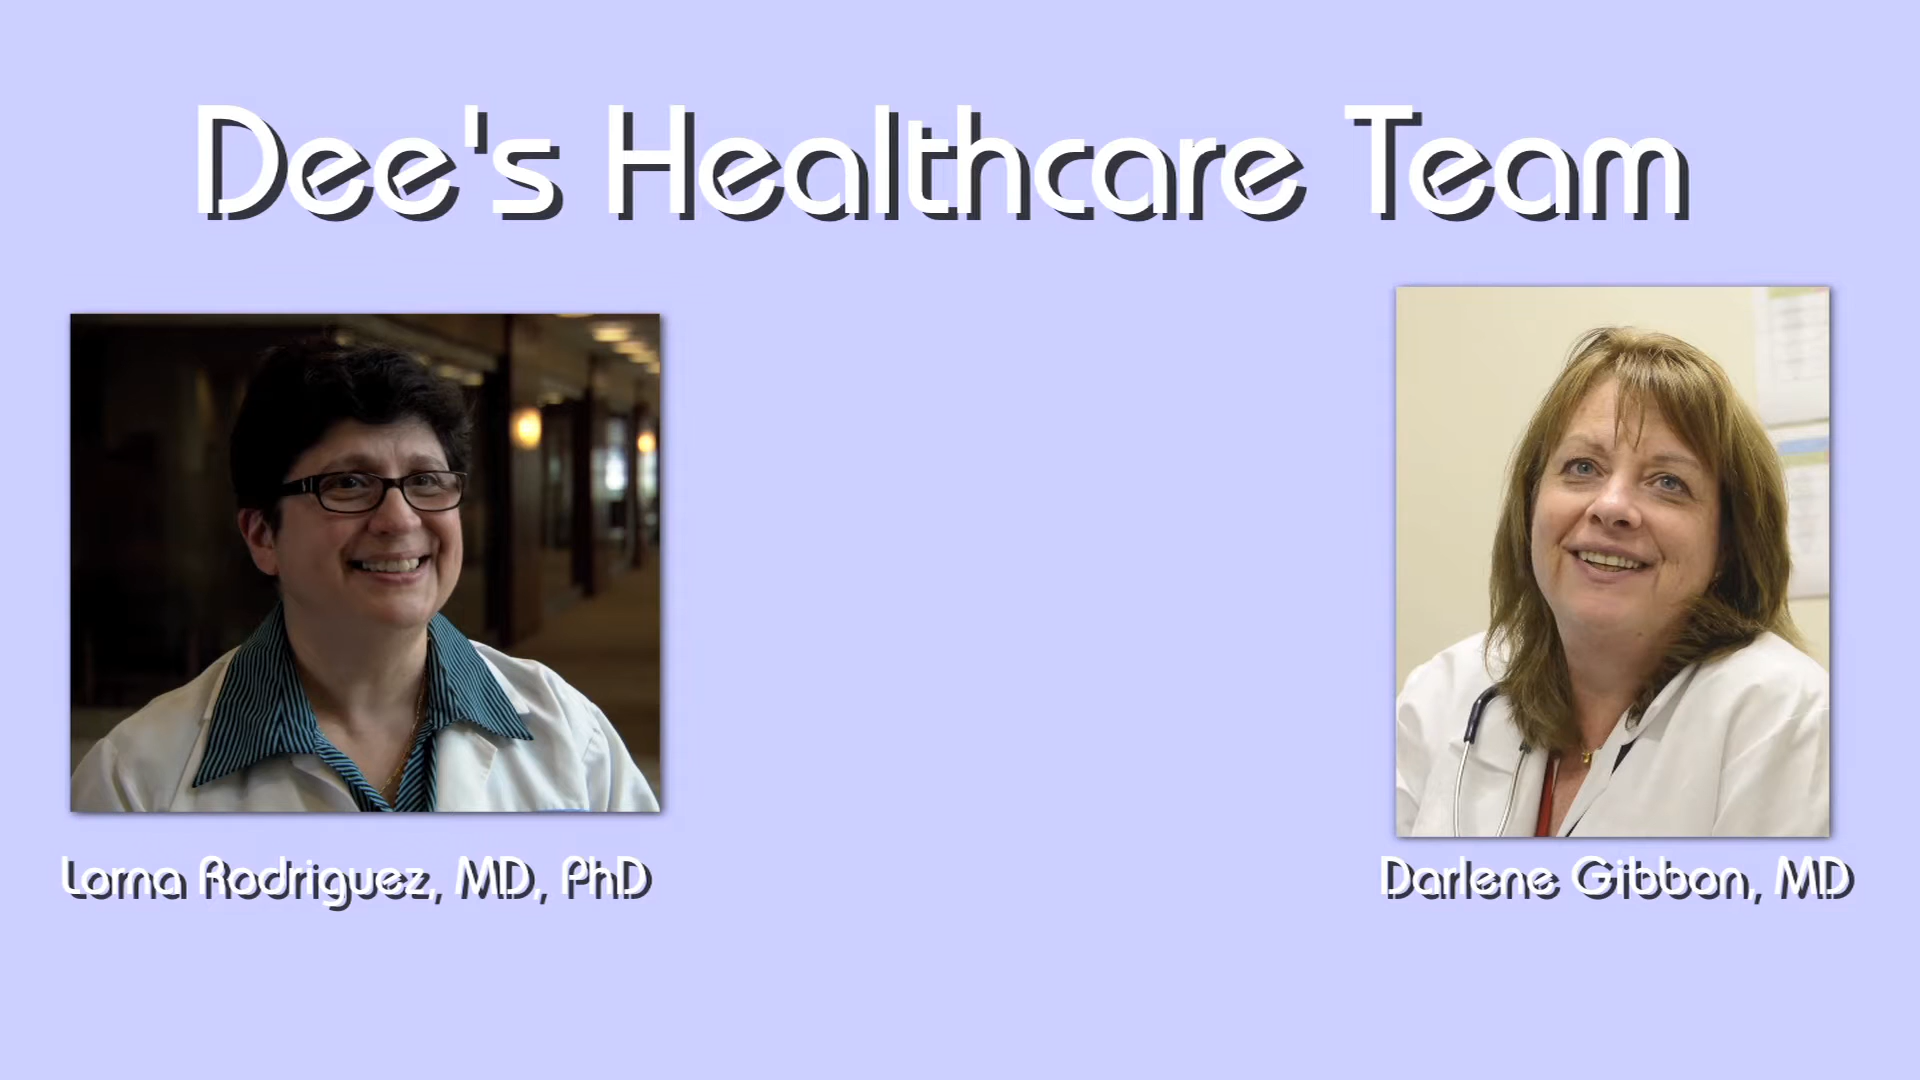 Dee's Healthcare Team
Lorna Rodriguez, MD, PhD
Darlene Gibbon, MD